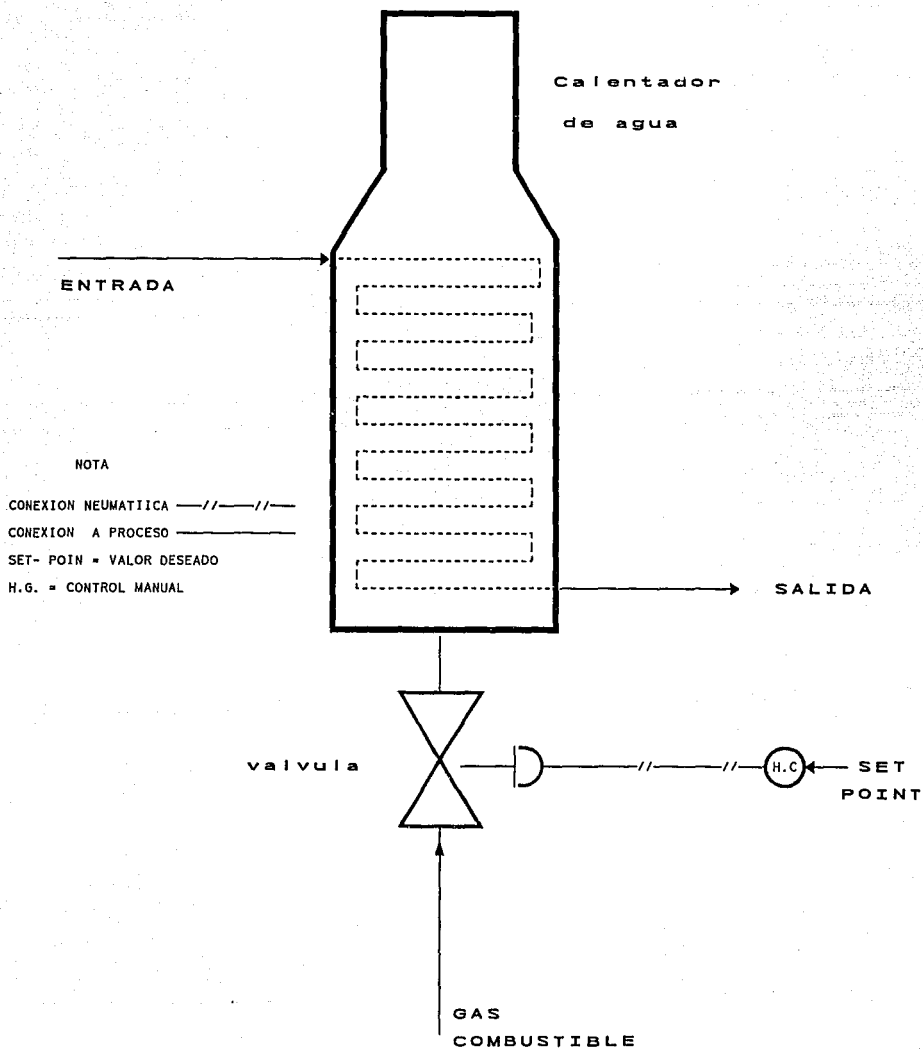 Calentador
de agua
ENTRADA
NOTA
CONEXION NEUMATIICA —//——//—
CONEXION A PROCESO ————
SET- POIN = VALOR DESEADO
H.G. = CONTROL MANUAL
SALIDA
valvula
H.C
SET
POINT
GAS
COMBUSTIBLE